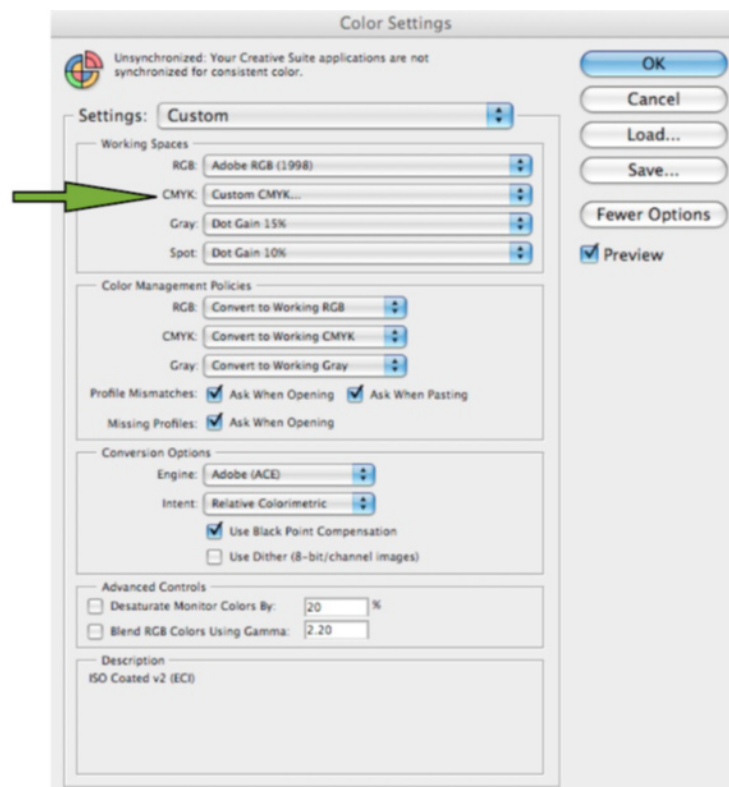 Color Settings
Unsynchronized: Your Creative Suite applications are not
synchronized for consistent color.
OK
Cancel
Load...
Save...
Fewer Options
Preview
Settings: Custom
Working Spaces
RGB: Adobe RGB (1998)
CMYK: Custom CMYK...
Gray: Dot Gain 15%
Spot: Dot Gain 10%
Color Management Policies
RGB: Convert to Working RGB
CMYK: Convert to Working CMYK
Gray: Convert to Working Gray
Profile Mismatches: Ask When Opening Ask When Pasting
Missing Profiles: Ask When Opening
Conversion Options
Engine: Adobe (ACE)
Intent: Relative Colorimetric
Use Black Point Compensation
Use Dither (8-bit/channel images)
Advanced Controls
Desaturate Monitor Colors By: 20 %
Blend RGB Colors Using Gamma: 2.20
Description
ISO Coated v2 (ECI)